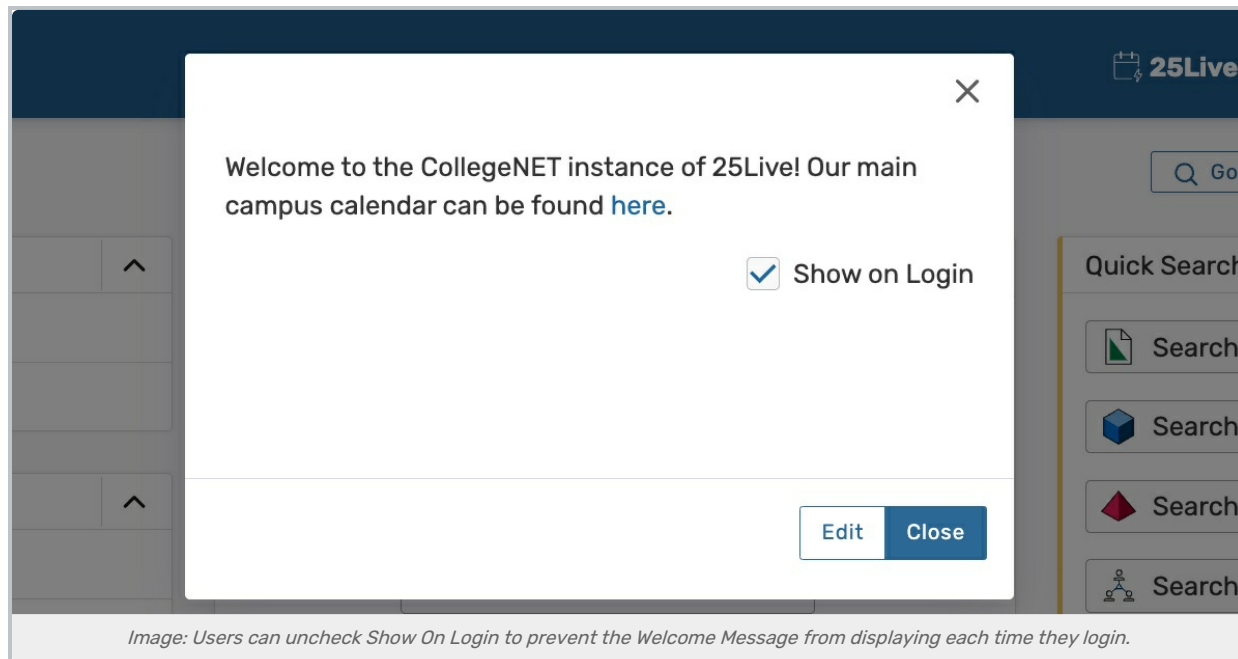 25Live
Welcome to the CollegeNET instance of 25Live! Our main
campus calendar can be found here.
Show on Login
Go
Quick Search
Search
Search
Search
Search
Edit
Close
Image: Users can uncheck Show On Login to prevent the Welcome Message from displaying each time they login.